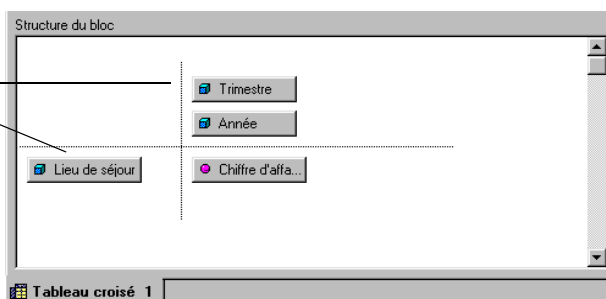 Structure du bloc
Trimestre
Année
Lieu de séjour
Chiffre d'affa...
Tableau croisé 1